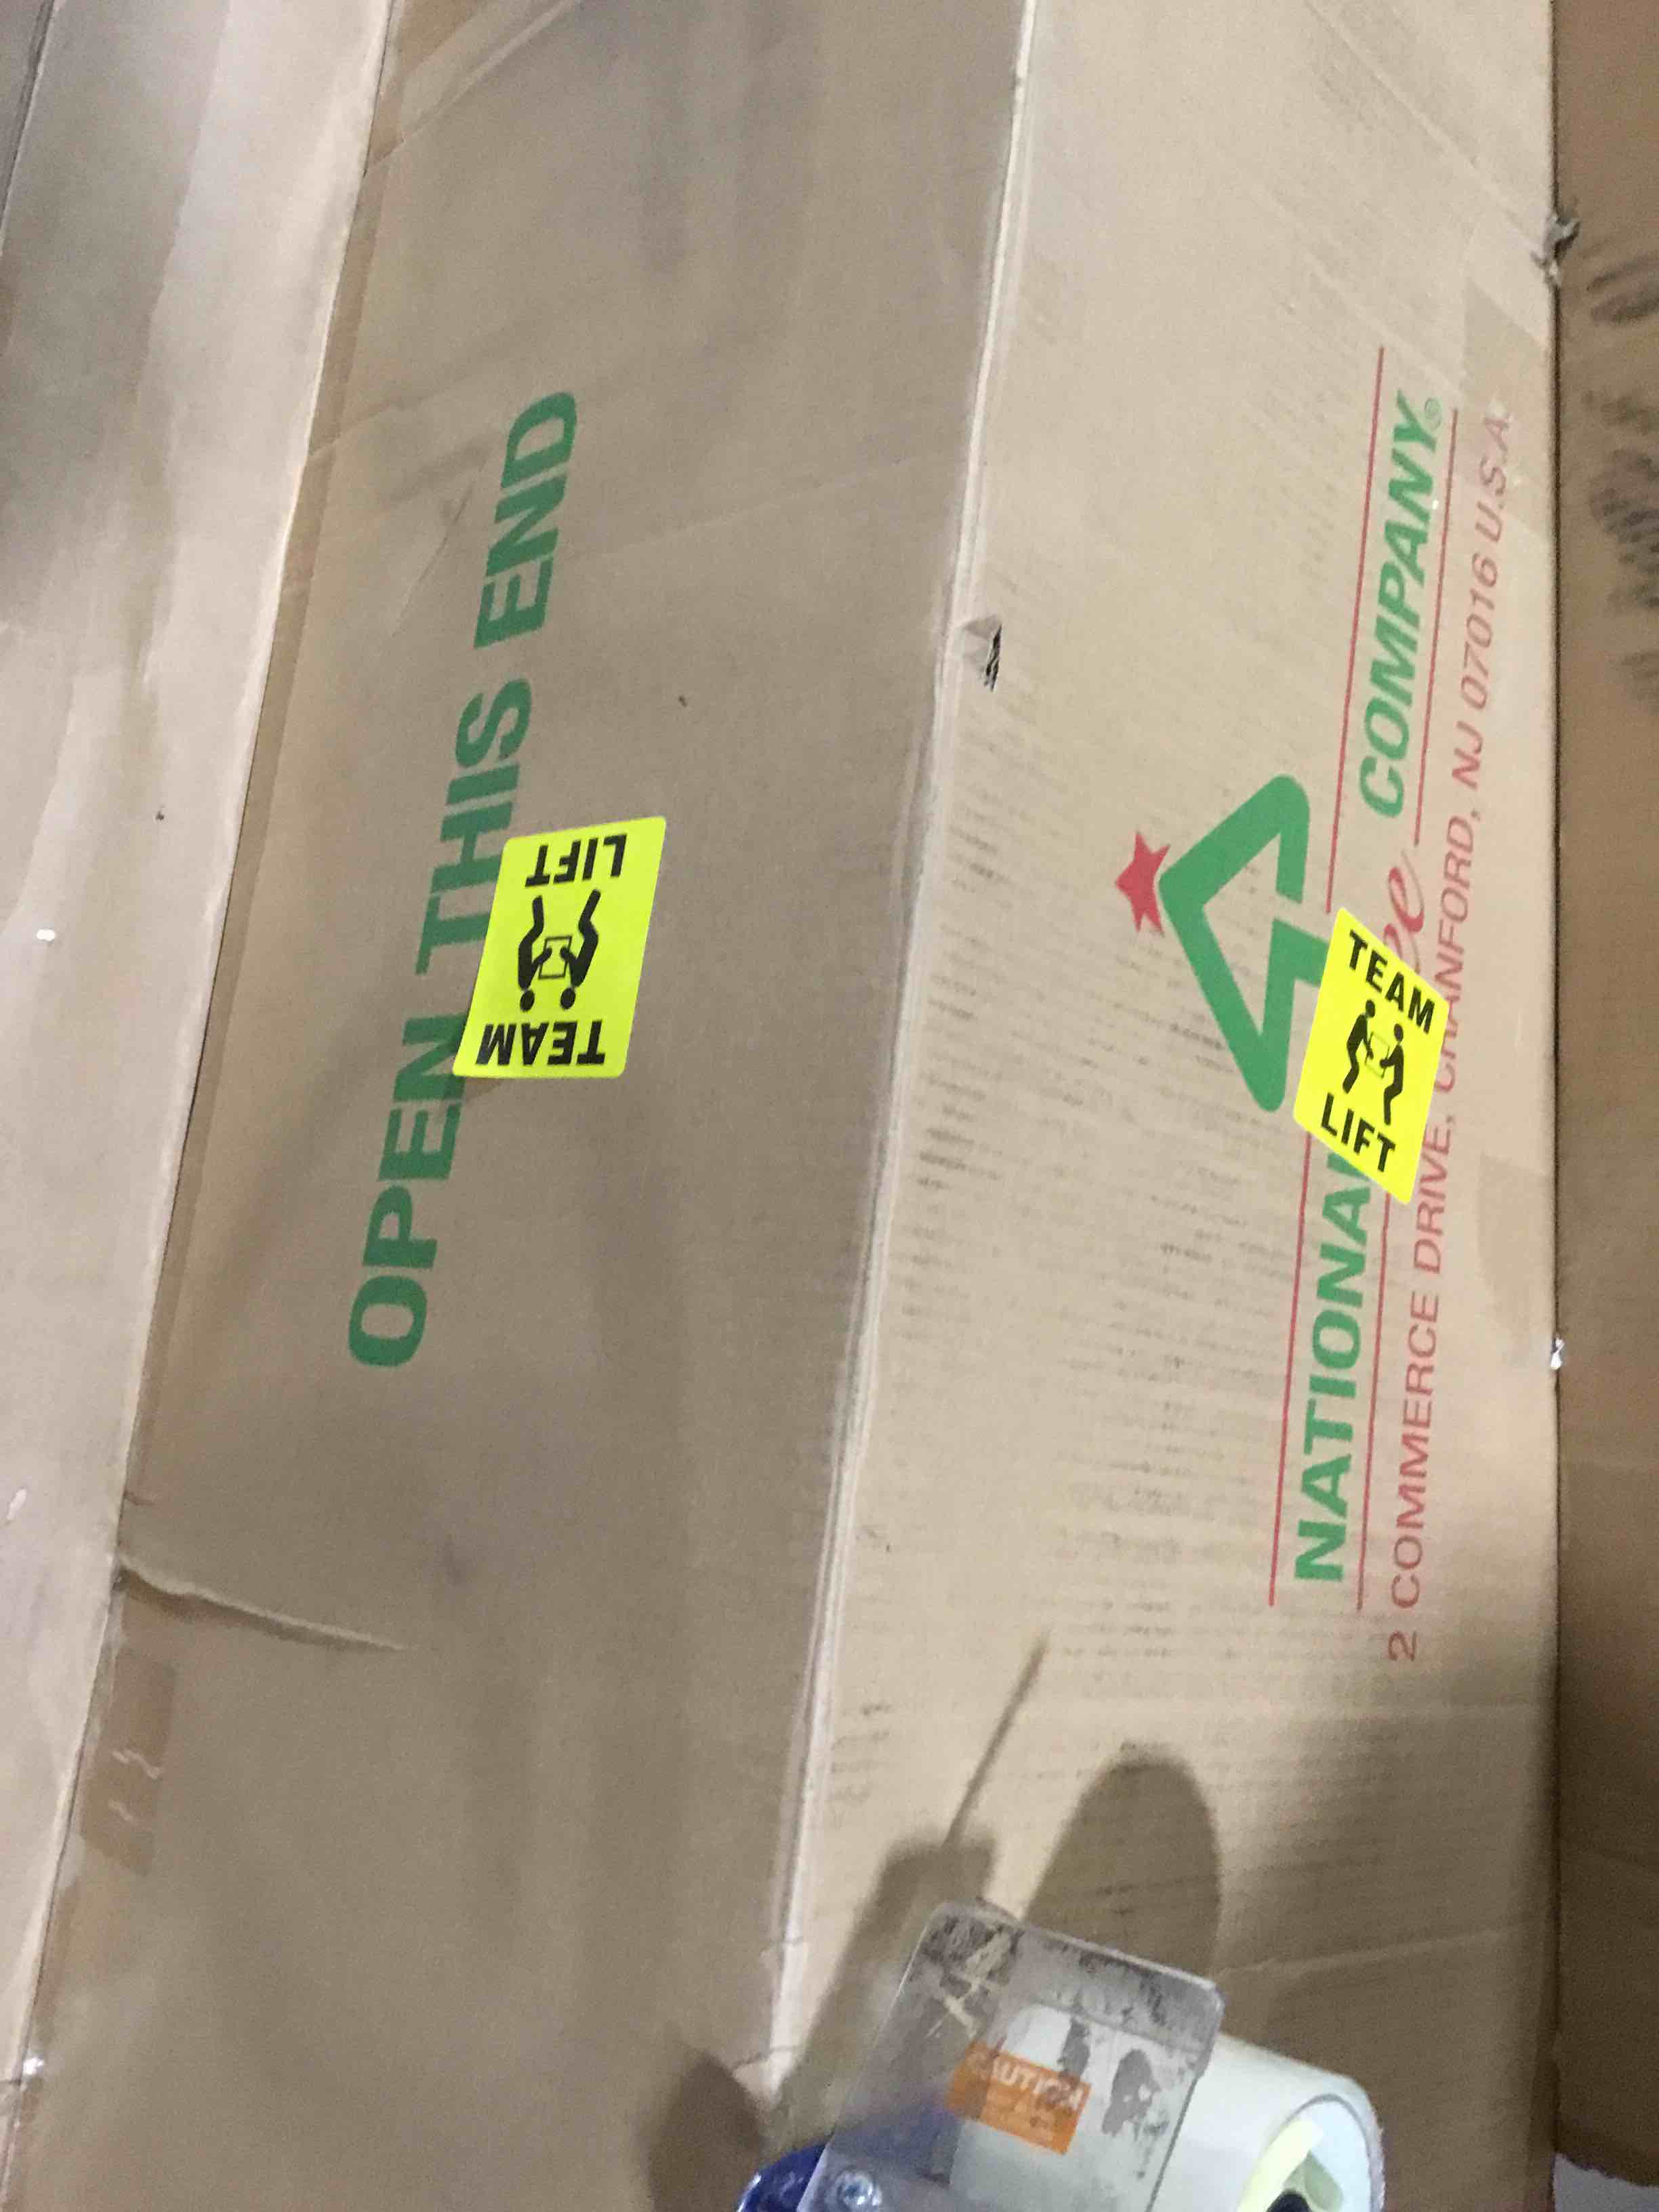 OPEN THIS END
TEAM
LIFT
NATIONAL COMPANY®
2 COMMERCE DRIVE, CRANFORD, NJ 07016 U.S.A.
TEAM
LIFT
CAUTION